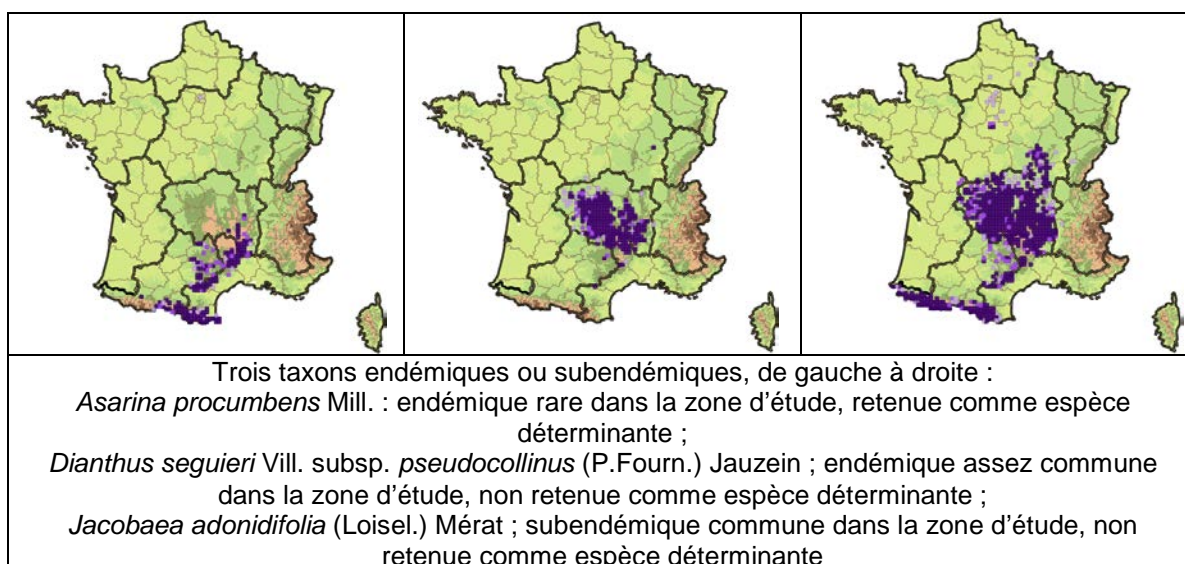 Trois taxons endémiques ou subendémiques, de gauche à droite :
Asarina procumbens Mill. : endémique rare dans la zone d'étude, retenue comme espèce
déterminante ;
Dianthus seguieri Vill. subsp. pseudocollinus (P.Fourn.) Jauzein ; endémique assez commune
dans la zone d'étude, non retenue comme espèce déterminante ;
Jacobaea adonidifolia (Loisel.) Mérat ; subendémique commune dans la zone d'étude, non
retenue comme espèce déterminante